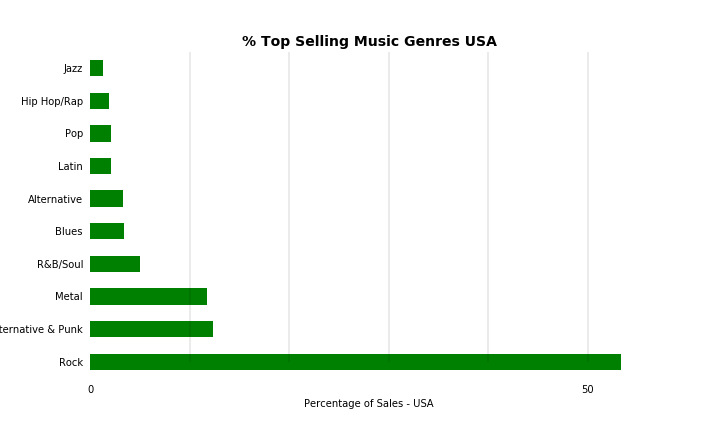 % Top Selling Music Genres USA
Jazz
Hip Hop/Rap
Pop
Latin
Alternative
Blues
R&B/Soul
Metal
ternative & Punk
Rock
0 50
Percentage of Sales - USA